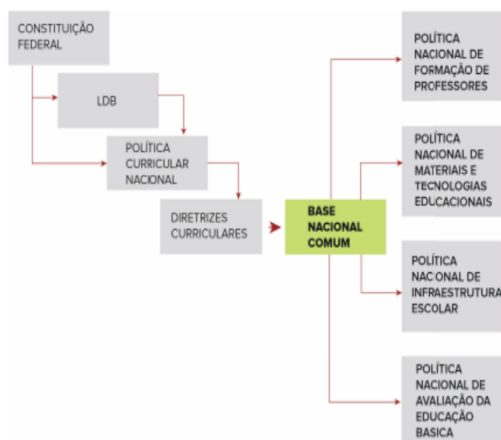 CONSTITUIÇÃO
FEDERAL
LDB
POLÍTICA
CURRICULAR
NACIONAL
DIRETRIZES
CURRICULARES
BASE
NACIONAL
COMUM
POLÍTICA
NACIONAL DE
FORMAÇÃO DE
PROFESSORES
POLÍTICA
NACIONAL DE
MATERIAIS E
TECNOLOGIAS
EDUCACIONAIS
POLÍTICA
NACIONAL DE
INFRAESTRUTURA
ESCOLAR
POLÍTICA
NACIONAL DE
AVALIAÇÃO DA
EDUCAÇÃO
BASICA